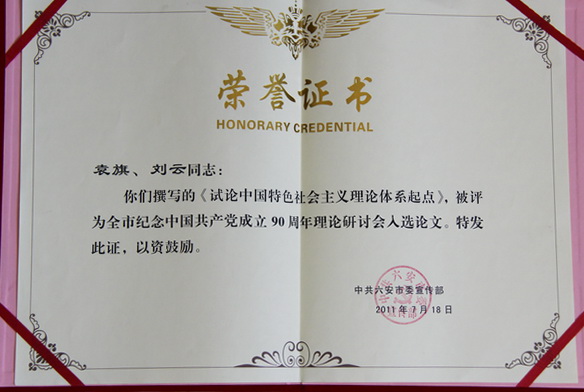 荣誉证书
HONORARY CREDENTIAL
袁旗、刘云同志：
你们撰写的《试论中国特色社会主义理论体系起点》，被评
为全市纪念中国共产党成立90周年理论研讨会入选论文。特发
此证，以资鼓励。
中共六安市委宣传部
2011年7月18日